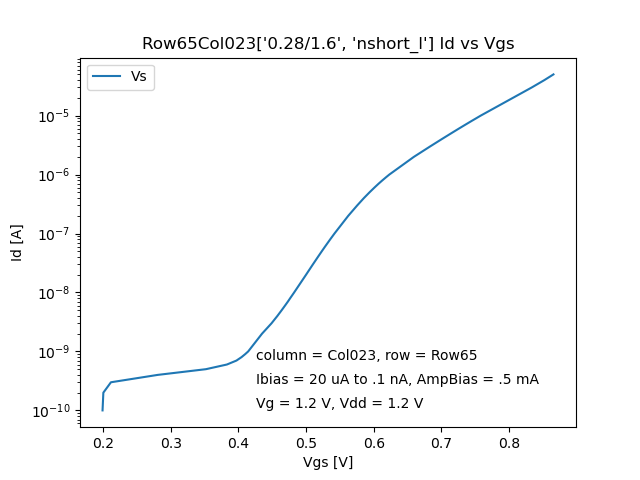 Row65Col023['0.28/1.6', 'nshort_l'] Id vs Vgs
Vs
10⁻⁵
10⁻⁶
10⁻⁷
10⁻⁸
10⁻⁹
10⁻¹⁰
Id [A]
column = Col023, row = Row65
Ibias = 20 uA to .1 nA, AmpBias = .5 mA
Vg = 1.2 V, Vdd = 1.2 V
0.2 0.3 0.4 0.5 0.6 0.7 0.8
Vgs [V]